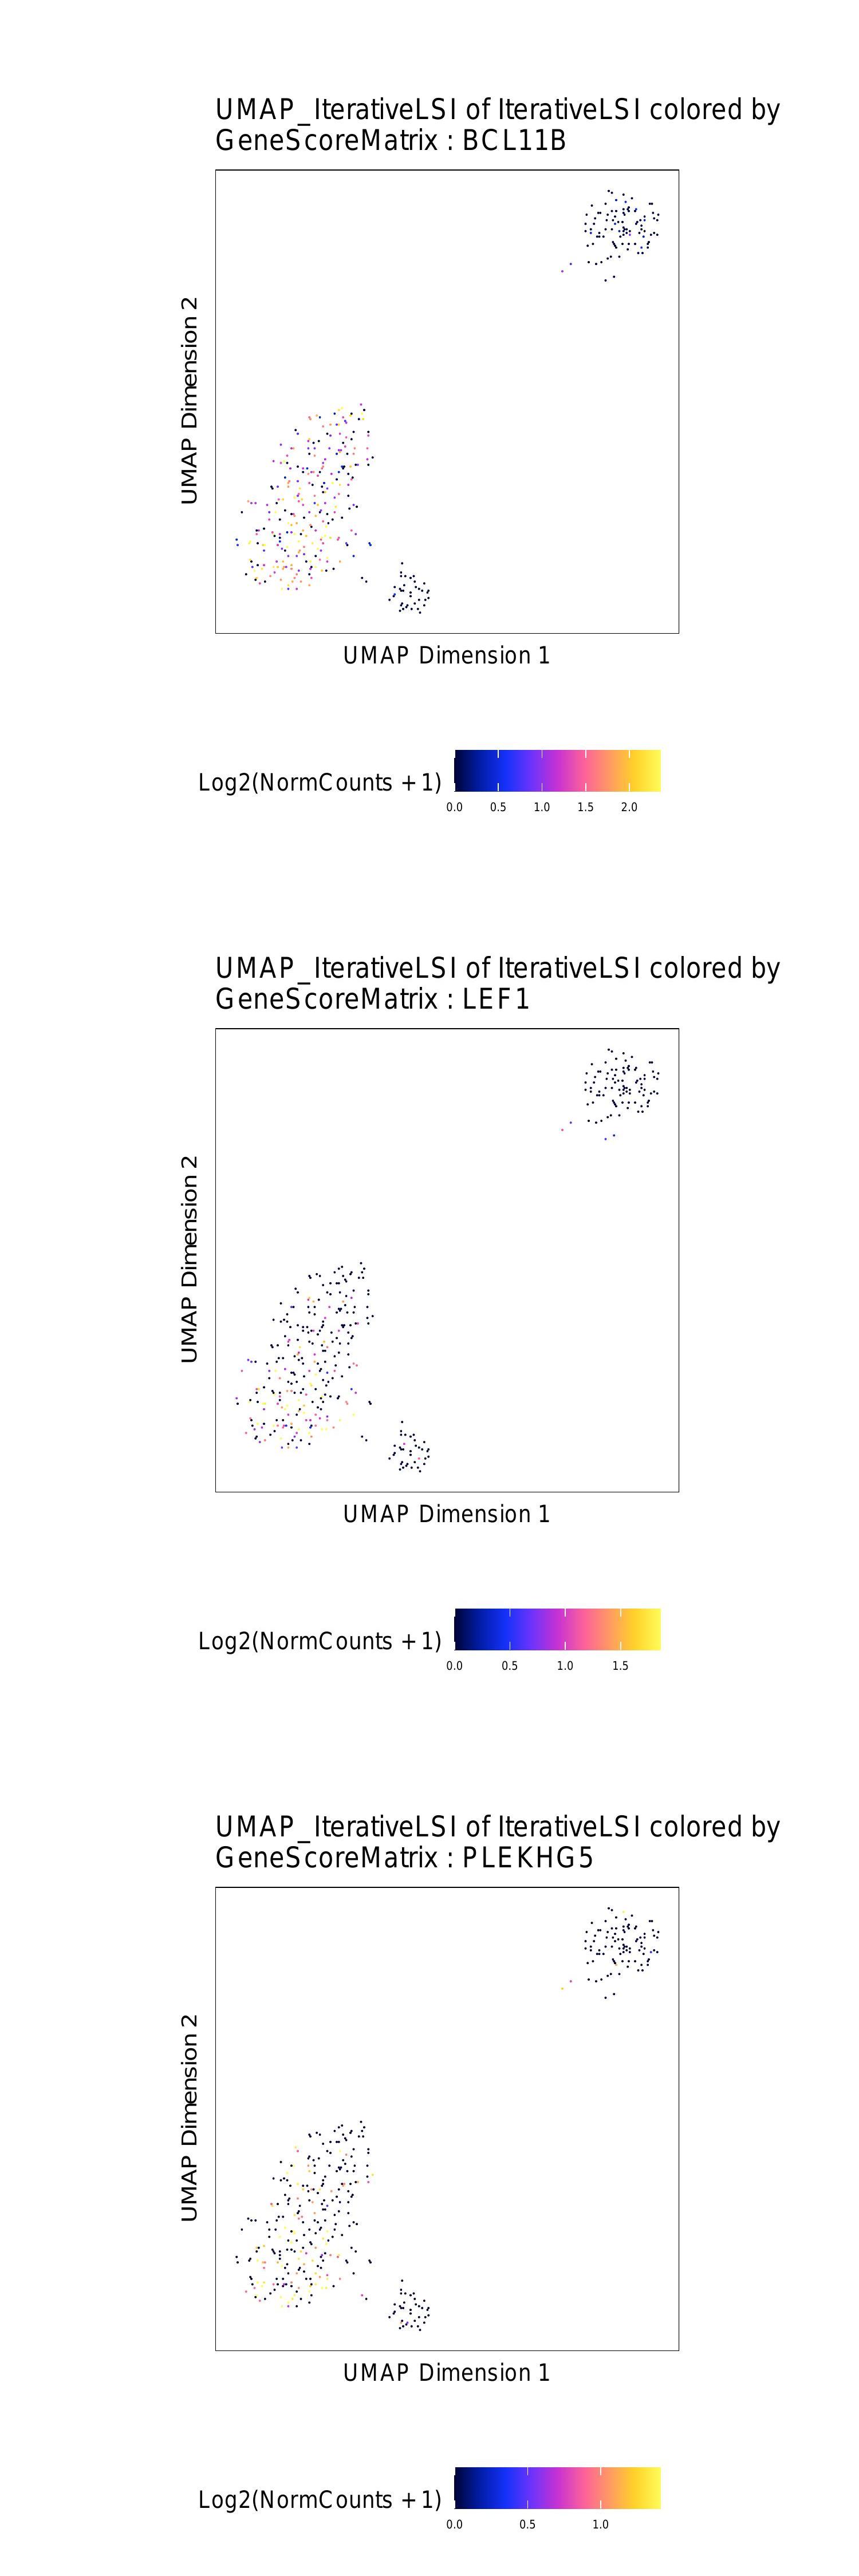 UMAP_IterativeLSI of IterativeLSI colored by
GeneScoreMatrix : BCL11B
UMAP Dimension 2
UMAP Dimension 1
Log2(NormCounts + 1)
0.0 0.5 1.0 1.5 2.0
UMAP_IterativeLSI of IterativeLSI colored by
GeneScoreMatrix : LEF1
UMAP Dimension 2
UMAP Dimension 1
Log2(NormCounts + 1)
0.0 0.5 1.0 1.5
UMAP_IterativeLSI of IterativeLSI colored by
GeneScoreMatrix : PLEKHG5
UMAP Dimension 2
UMAP Dimension 1
Log2(NormCounts + 1)
0.0 0.5 1.0